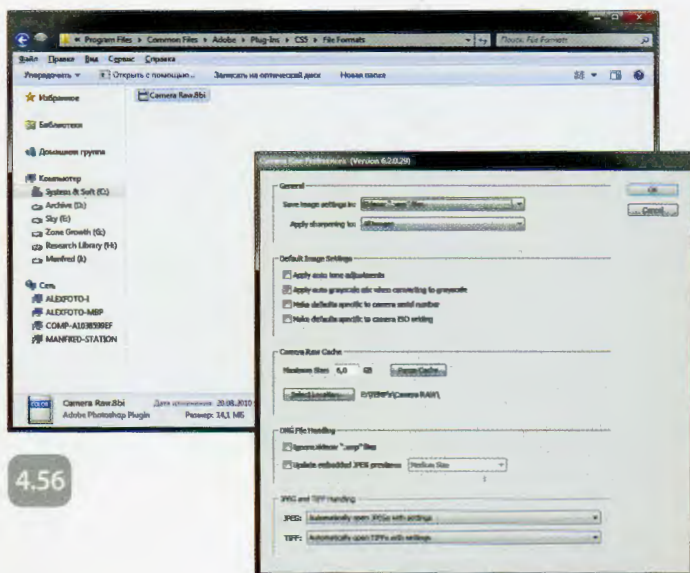 Program Files › Common Files › Adobe › Plug-Ins › CS5 › File Formats
Поиск: File Formats
Файл Правка Вид Сервис Справка
Упорядочить Открыть с помощью... Записать на оптический диск Новая папка
Избранное
Camera Raw.8bi
Библиотеки
Домашняя группа
Компьютер
System & Soft (C:)
Archive (D:)
Sky (E:)
Zone Growth (G:)
Research Library (H:)
Manfred (I:)
Сеть
ALEXFOTO-I
ALEXFOTO-MBP
COMP-A1038599EF
MANFRED-STATION
COLOR
Camera Raw.8bi Дата изменения: 20.08.2010
Adobe Photoshop Plugin Размер: 14,1 МБ
Camera Raw Preferences (Version 6.2.0.29)
General
OK
Save image settings in: Sidecar ".xmp" files
Cancel
Apply sharpening to: All images
Default Image Settings
Apply auto tone adjustments
Apply auto grayscale mix when converting to grayscale
Make defaults specific to camera serial number
Make defaults specific to camera ISO setting
Camera Raw Cache
Maximum Size: 6,0 GB Purge Cache
Select Location...
DNG File Handling
Ignore sidecar ".xmp" files
Update embedded JPEG previews: Medium Size
JPEG and TIFF Handling
JPEG: Automatically open JPEGs with settings
TIFF: Automatically open TIFFs with settings
4.56